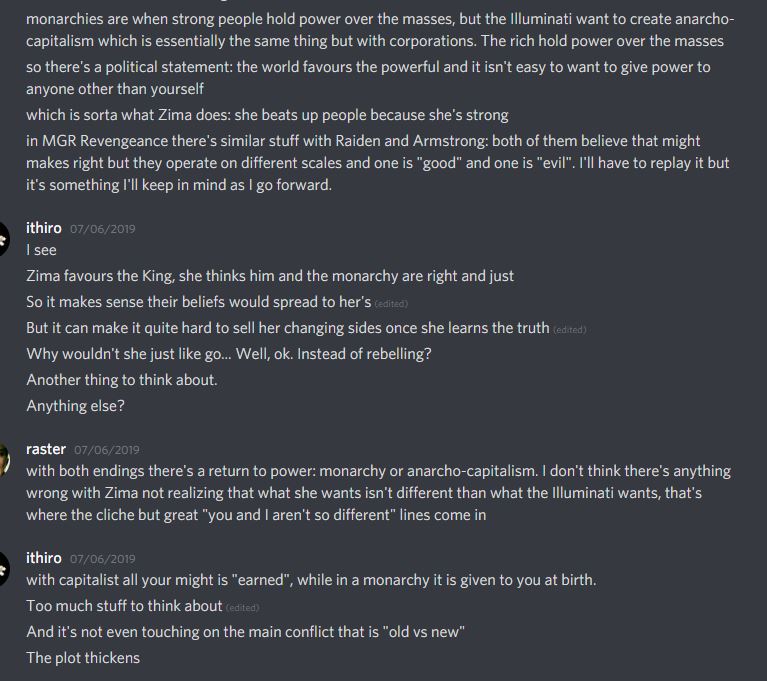 monarchies are when strong people hold power over the masses, but the Illuminati want to create anarcho-
capitalism which is essentially the same thing but with corporations. The rich hold power over the masses
so there's a political statement: the world favours the powerful and it isn't easy to want to give power to
anyone other than yourself
which is sorta what Zima does: she beats up people because she's strong
in MGR Revengeance there's similar stuff with Raiden and Armstrong: both of them believe that might
makes right but they operate on different scales and one is "good" and one is "evil". I'll have to replay it but
it's something I'll keep in mind as I go forward.
ithiro 07/06/2019
I see
Zima favours the King, she thinks him and the monarchy are right and just
So it makes sense their beliefs would spread to her's (edited)
But it can make it quite hard to sell her changing sides once she learns the truth (edited)
Why wouldn't she just like go... Well, ok. Instead of rebelling?
Another thing to think about.
Anything else?
raster 07/06/2019
with both endings there's a return to power: monarchy or anarcho-capitalism. I don't think there's anything
wrong with Zima not realizing that what she wants isn't different than what the Illuminati wants, that's
where the cliche but great "you and I aren't so different" lines come in
ithiro 07/06/2019
with capitalist all your might is "earned", while in a monarchy it is given to you at birth.
Too much stuff to think about (edited)
And it's not even touching on the main conflict that is "old vs new"
The plot thickens